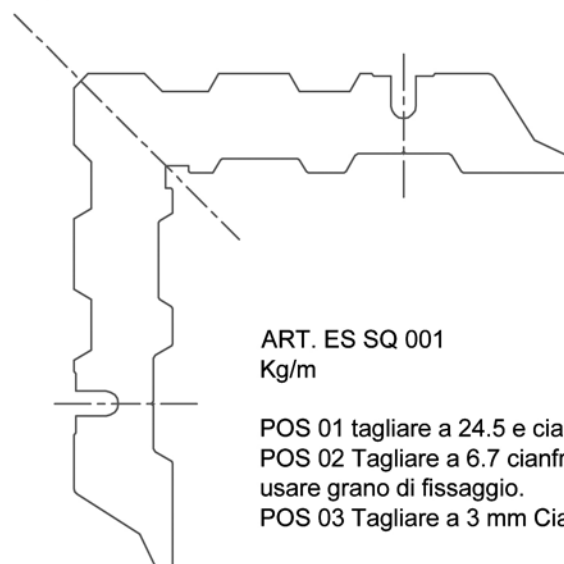 ART. ES SQ 001
Kg/m
POS 01 tagliare a 24.5 e
POS 02 Tagliare a 6.7
usare grano di fissaggio.
POS 03 Tagliare a 3 mm